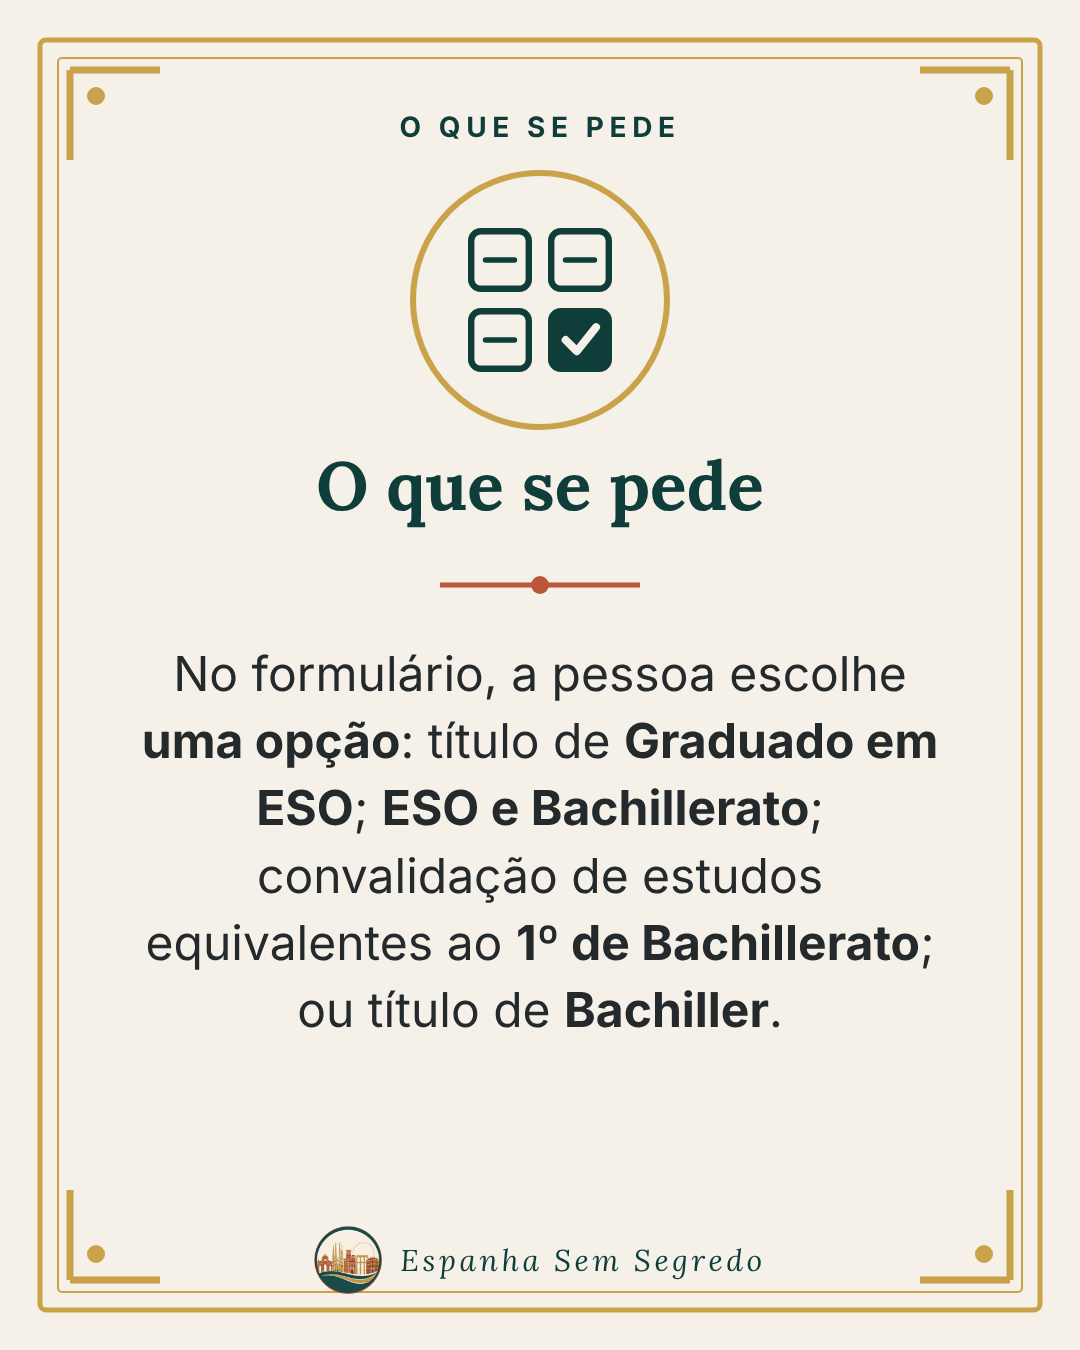 O QUE SE PEDE
O que se pede
No formulário, a pessoa escolhe
uma opção: título de Graduado em
ESO; ESO e Bachillerato;
convalidação de estudos
equivalentes ao 1º de Bachillerato;
ou título de Bachiller.
Espanha Sem Segredo